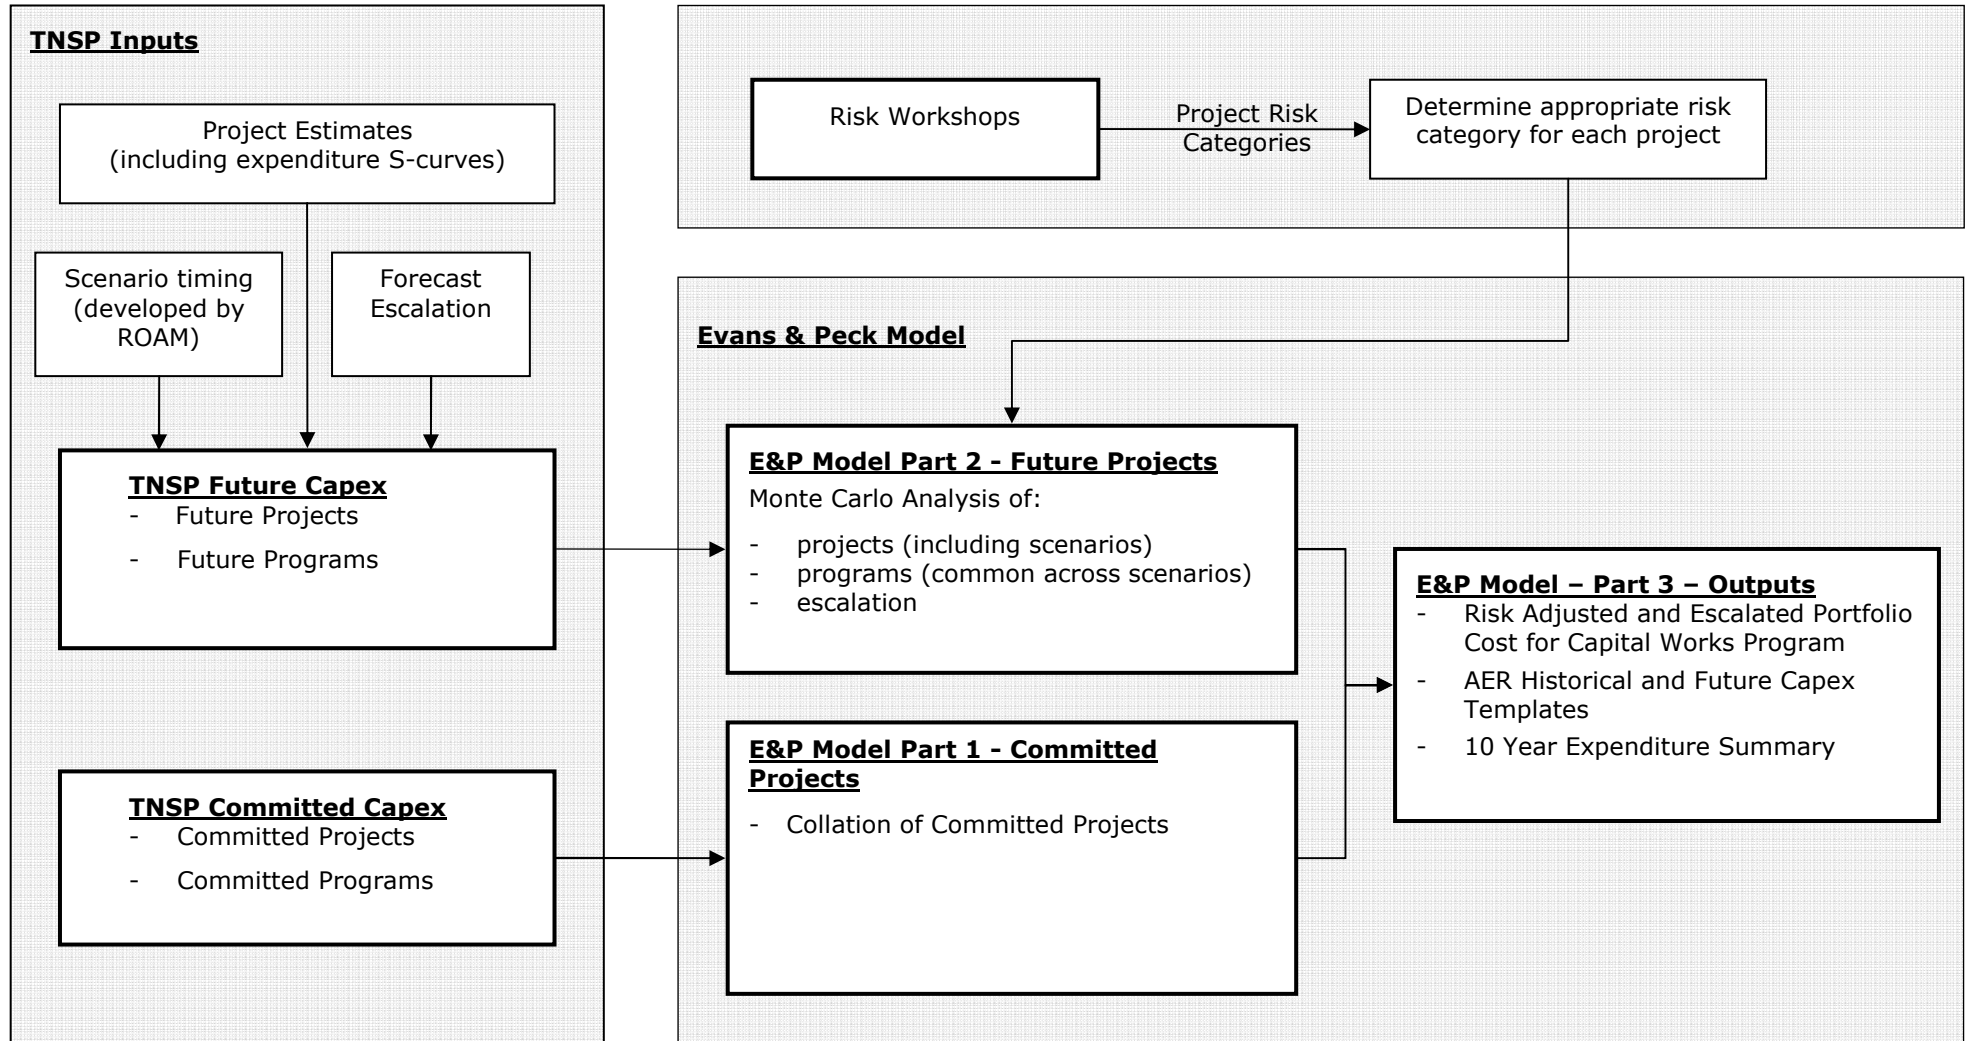 TNSP Inputs
Project Estimates
(including expenditure S-curves)
Scenario timing
(developed by
ROAM)
Forecast
Escalation
TNSP Future Capex
- Future Projects
- Future Programs
TNSP Committed Capex
- Committed Projects
- Committed Programs
Risk Workshops
Project Risk
Categories
Determine appropriate risk
category for each project
Evans & Peck Model
E&P Model Part 2 - Future Projects
Monte Carlo Analysis of:
- projects (including scenarios)
- programs (common across scenarios)
- escalation
E&P Model Part 1 - Committed
Projects
- Collation of Committed Projects
E&P Model – Part 3 – Outputs
- Risk Adjusted and Escalated Portfolio
Cost for Capital Works Program
- AER Historical and Future Capex
Templates
- 10 Year Expenditure Summary